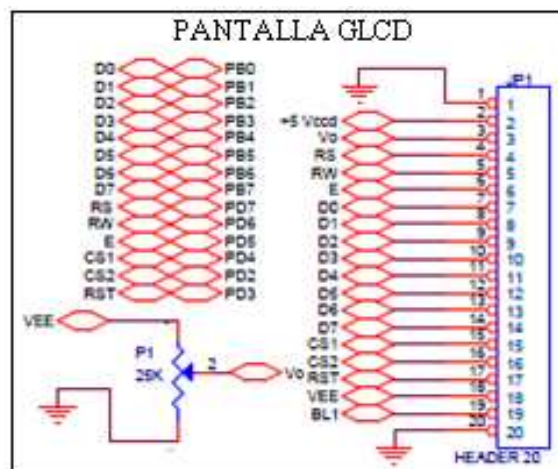 PANTALLA GLCD
D0 PB0
D1 PB1
D2 PB2
D3 PB3
D4 PB4
D5 PB5
D6 PB6
D7 PB7
RS PD7
RW PD6
E PD5
CS1 PD4
CS2 PD2
RST PD3
VEE
P1
25K
2
Vo
JP1
1 1
+5 Vccd 2 2
Vo 3 3
RS 4 4
RW 5 5
E 6 6
D0 7 7
D1 8 8
D2 9 9
D3 10 10
D4 11 11
D5 12 12
D6 13 13
D7 14 14
CS1 15 15
CS2 16 16
RST 17 17
VEE 18 18
BL1 19 19
20 20
HEADER 20